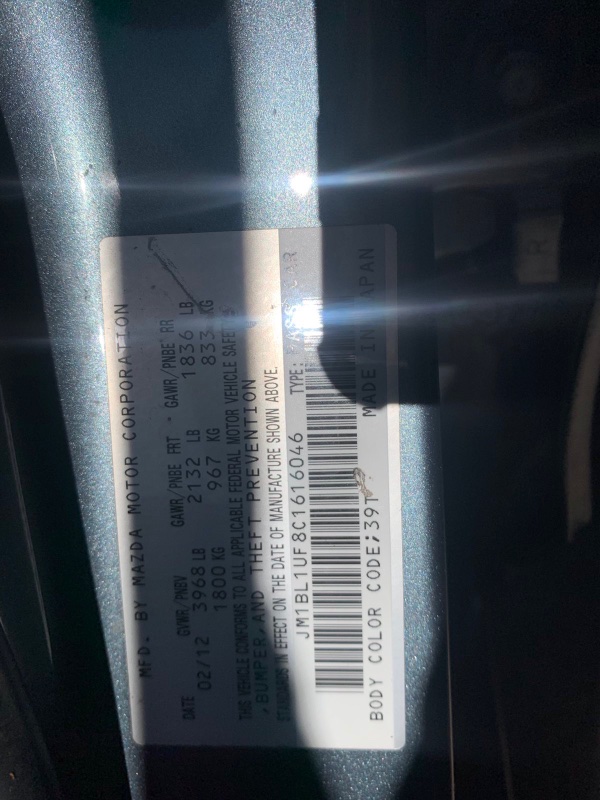 MFD. BY MAZDA MOTOR CORPORATION
DATE GVWR/PNBV GAWR/PNBE FRT GAWR/PNBE RR
02/12 3968 LB 2132 LB 1836 LB
1800 KG 967 KG 833 KG
THIS VEHICLE CONFORMS TO ALL APPLICABLE FEDERAL MOTOR VEHICLE SAFETY
,BUMPER,AND THEFT PREVENTION
STANDARDS IN EFFECT ON THE DATE OF MANUFACTURE SHOWN ABOVE.
JM1BL1UF8C1616046 TYPE:
BODY COLOR CODE;39T MADE IN JAPAN